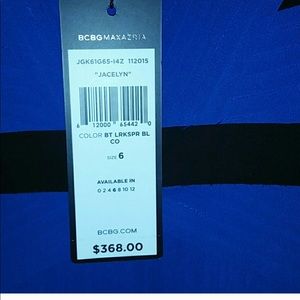 BCBGMAXAZRIA
JGK61G65-I4Z 112015
"JACELYN"
6 12000 65442 0
COLOR BT LRKSPR BL
CO
SIZE 6
AVAILABLE IN
0 2 4 6 8 10 12
BCBG.COM
$368.00